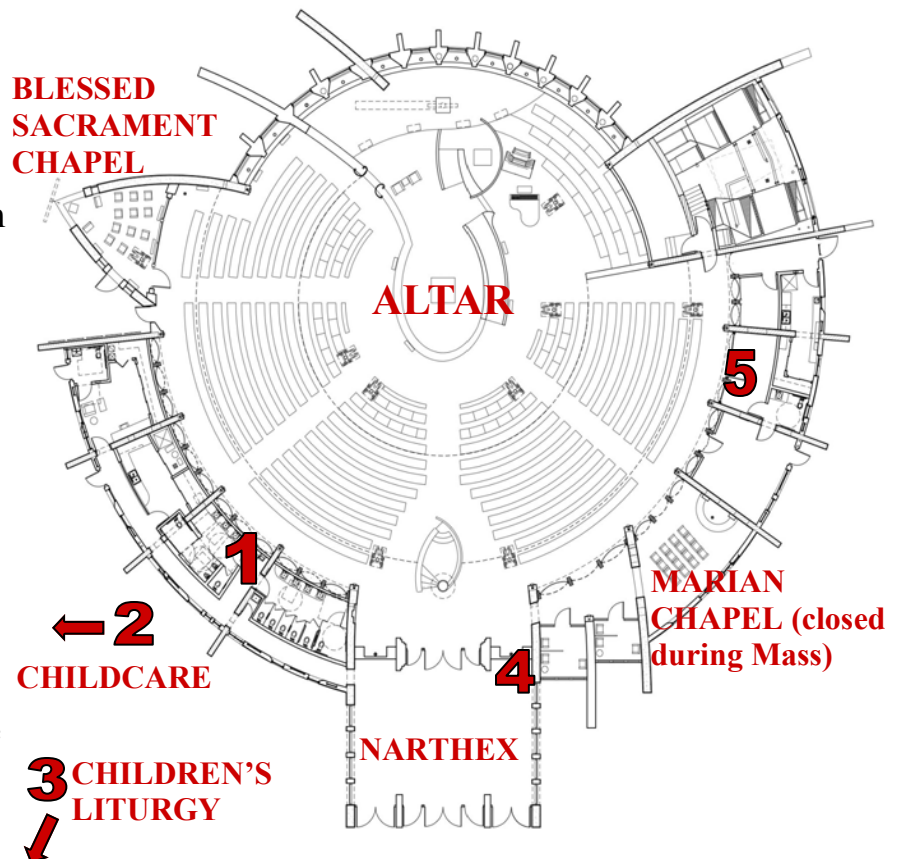 BLESSED
SACRAMENT
CHAPEL
n
ALTAR
5
1
MARIAN
CHAPEL (closed
during Mass)
2
CHILDCARE
4
NARTHEX
3 CHILDREN'S
LITURGY